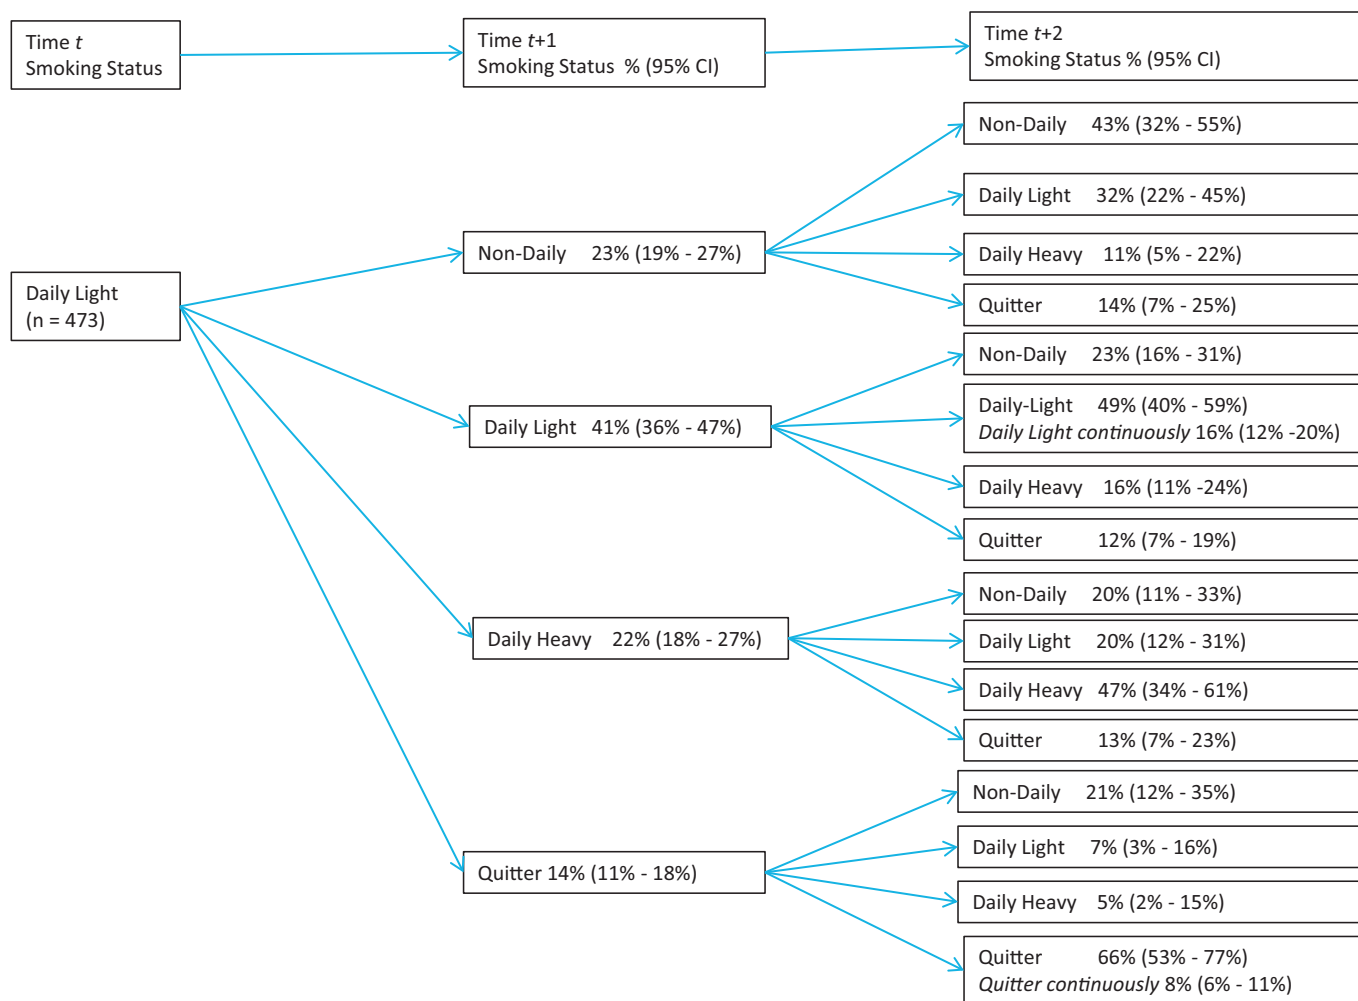 Time t
Smoking Status
Time t+1
Smoking Status % (95% CI)
Time t+2
Smoking Status % (95% CI)
Daily Light
(n = 473)
Non-Daily 23% (19% - 27%)
Non-Daily 43% (32% - 55%)
Daily Light 32% (22% - 45%)
Daily Heavy 11% (5% - 22%)
Quitter 14% (7% - 25%)
Daily Light 41% (36% - 47%)
Non-Daily 23% (16% - 31%)
Daily-Light 49% (40% - 59%)
Daily Light continuously 16% (12% -20%)
Daily Heavy 16% (11% -24%)
Quitter 12% (7% - 19%)
Daily Heavy 22% (18% - 27%)
Non-Daily 20% (11% - 33%)
Daily Light 20% (12% - 31%)
Daily Heavy 47% (34% - 61%)
Quitter 13% (7% - 23%)
Quitter 14% (11% - 18%)
Non-Daily 21% (12% - 35%)
Daily Light 7% (3% - 16%)
Daily Heavy 5% (2% - 15%)
Quitter 66% (53% - 77%)
Quitter continuously 8% (6% - 11%)